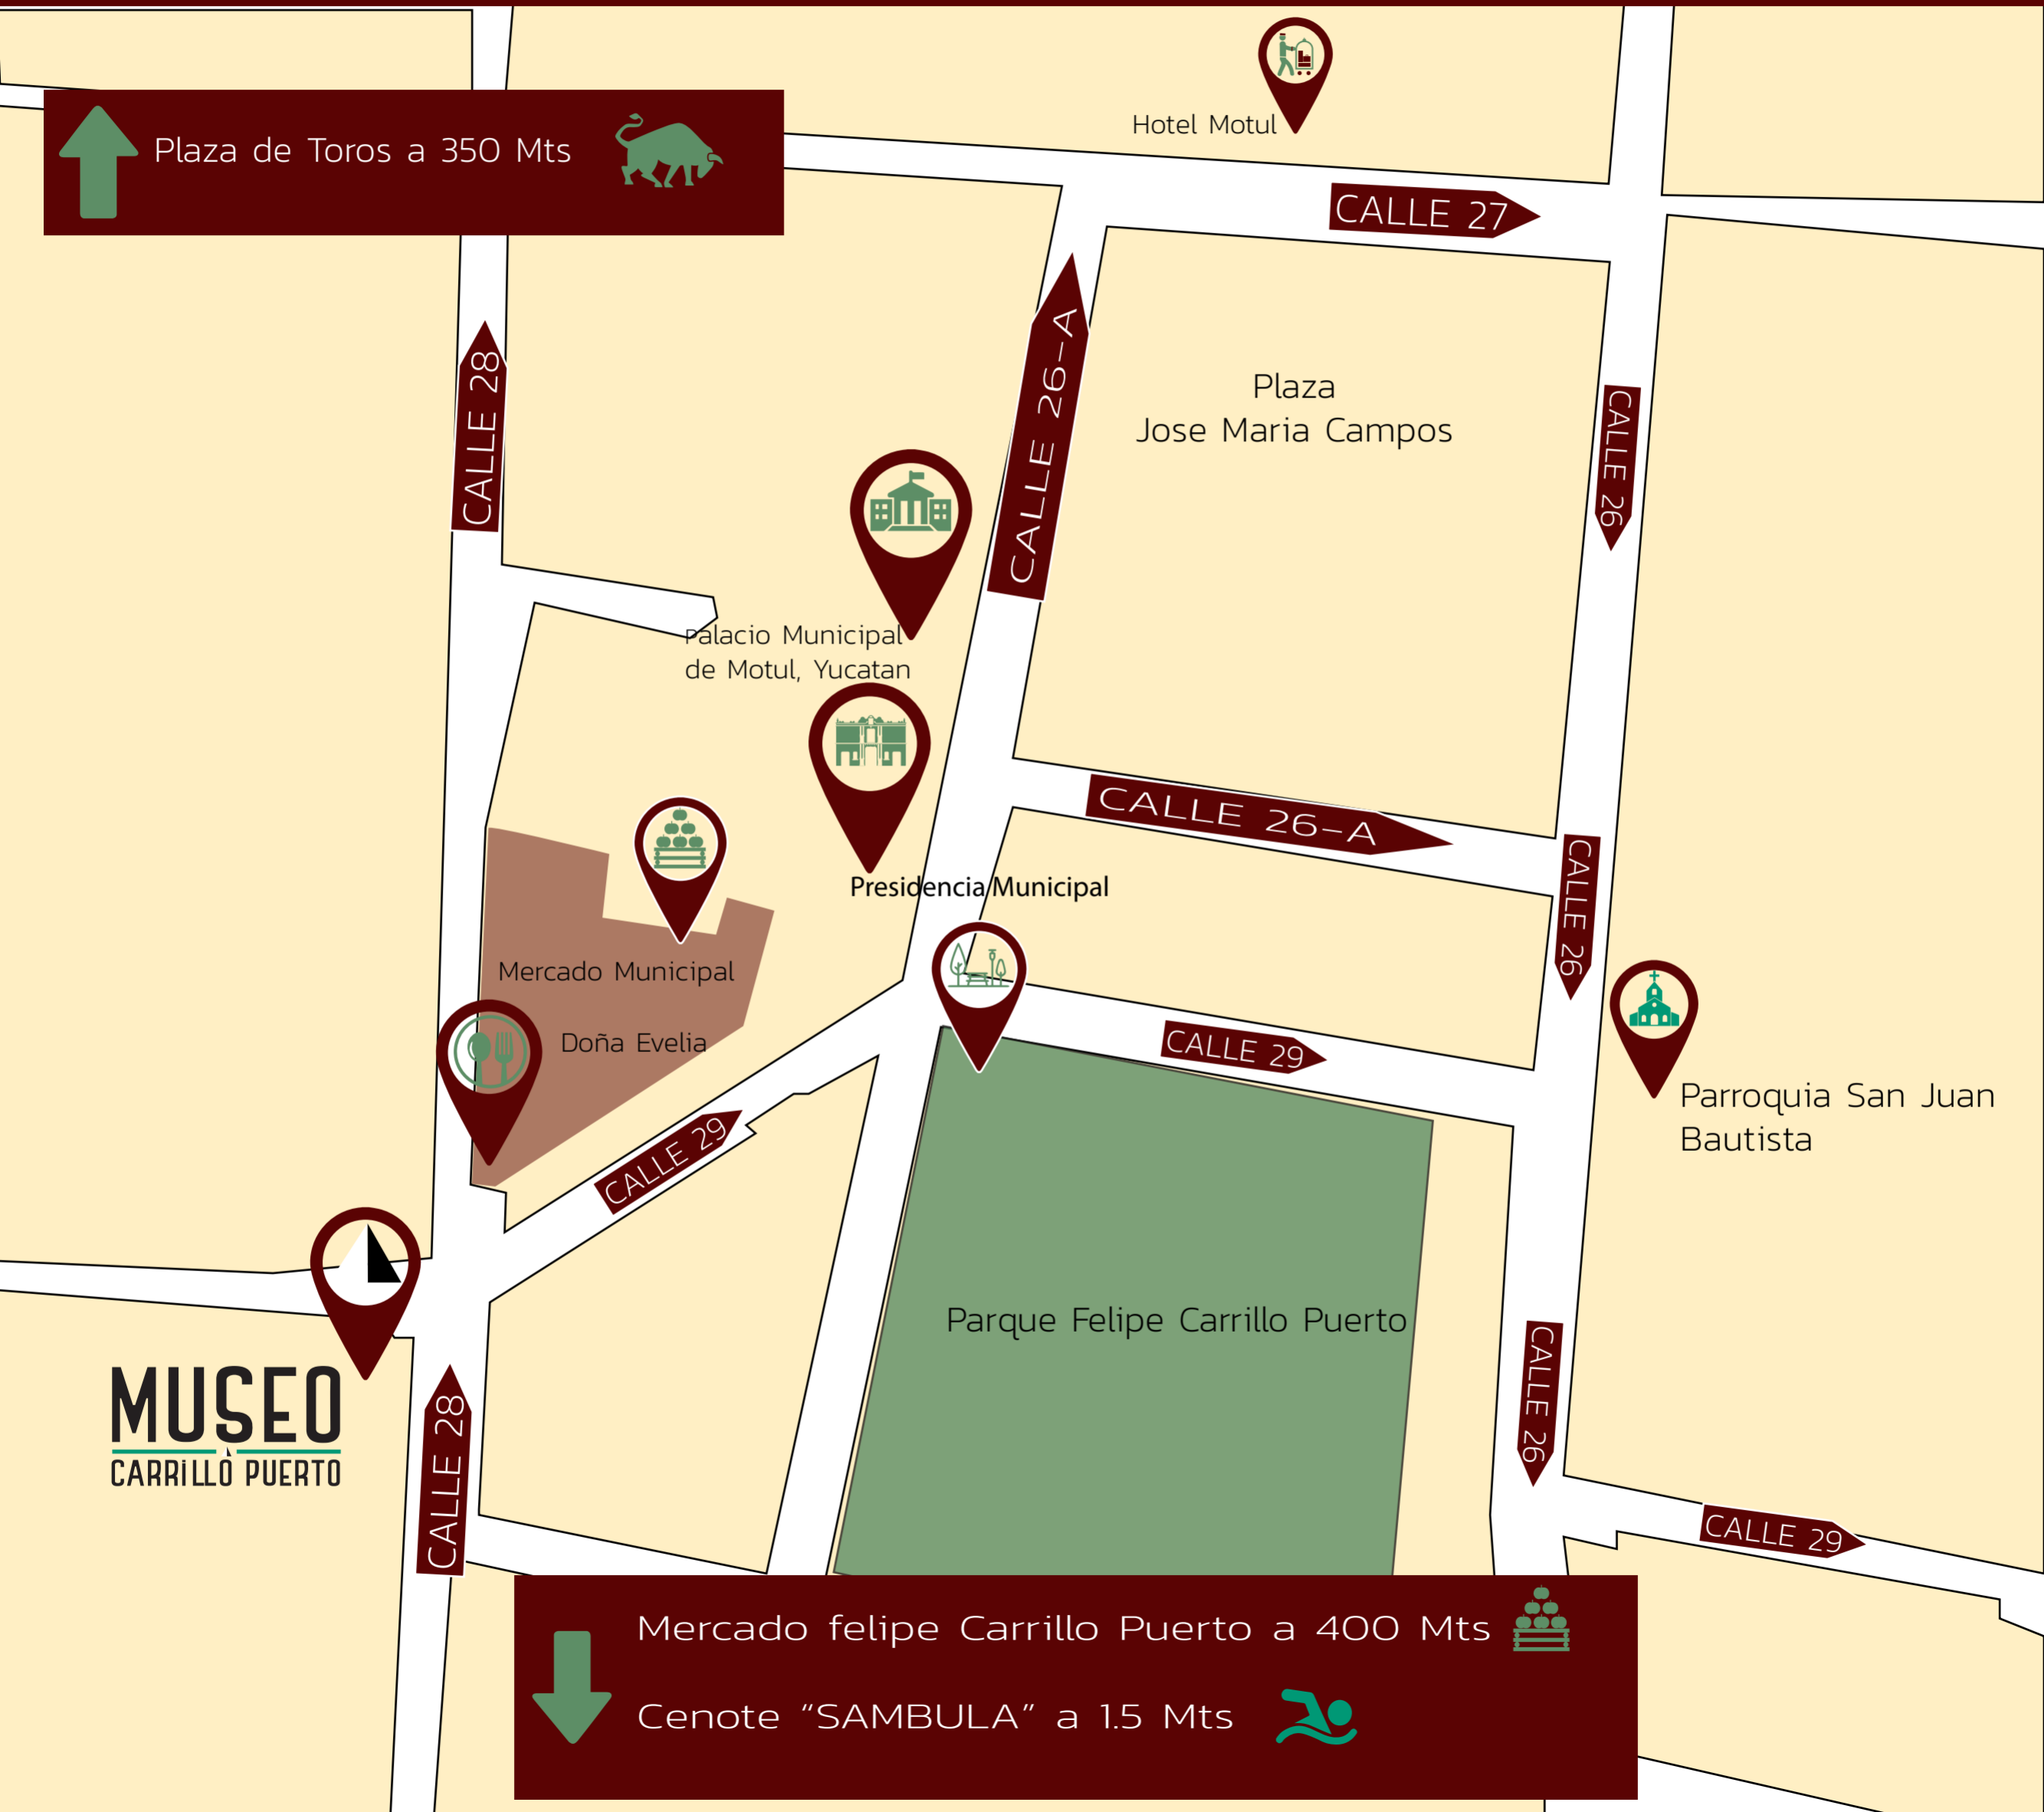 Hotel Motul
Plaza de Toros a 350 Mts
CALLE 27
CALLE 28
CALLE 26-A
Plaza
Jose Maria Campos
CALLE 26
Palacio Municipal
de Motul, Yucatan
CALLE 26-A
CALLE 26
Presidencia Municipal
Mercado Municipal
Doña Evelia
CALLE 29
CALLE 29
Parroquia San Juan
Bautista
Parque Felipe Carrillo Puerto
CALLE 26
MUSEO
CARRiLLO PUERTO
CALLE 28
CALLE 29
Mercado felipe Carrillo Puerto a 400 Mts
Cenote “SAMBULA” a 1.5 Mts